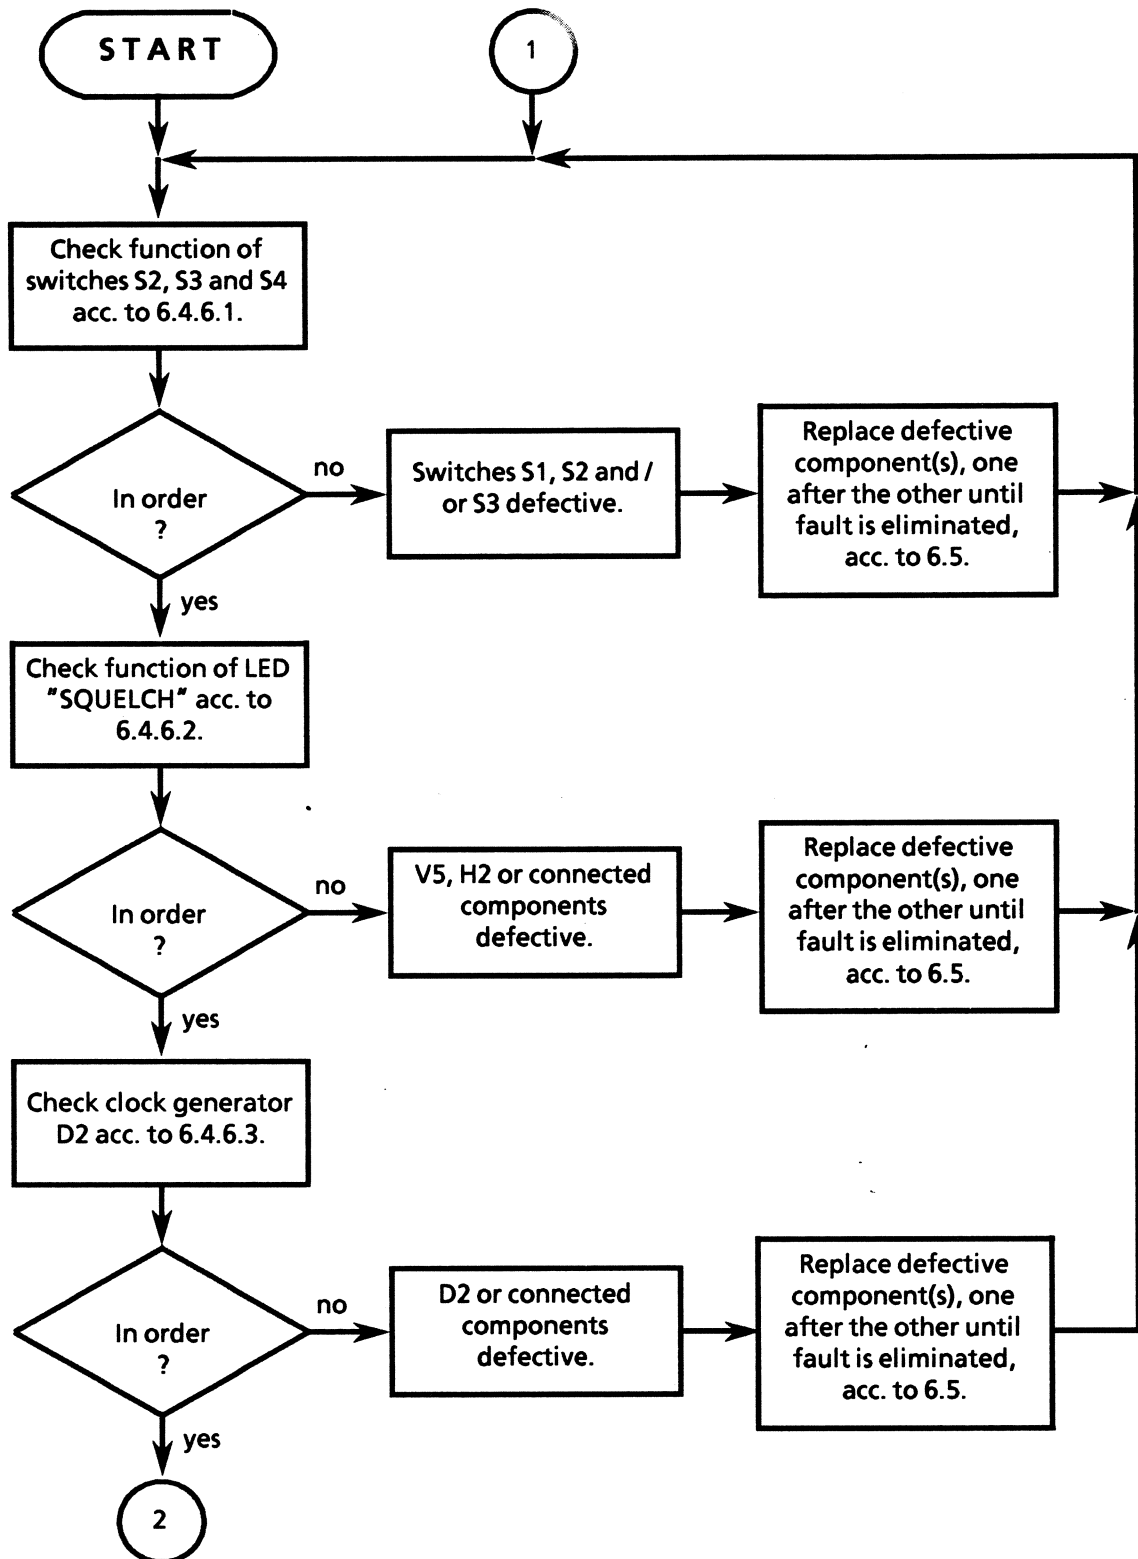 START
1
Check function of
switches S2, S3 and S4
acc. to 6.4.6.1.
In order
?
no
Switches S1, S2 and /
or S3 defective.
Replace defective
component(s), one
after the other until
fault is eliminated,
acc. to 6.5.
yes
Check function of LED
"SQUELCH" acc. to
6.4.6.2.
In order
?
no
V5, H2 or connected
components
defective.
Replace defective
component(s), one
after the other until
fault is eliminated,
acc. to 6.5.
yes
Check clock generator
D2 acc. to 6.4.6.3.
In order
?
no
D2 or connected
components
defective.
Replace defective
component(s), one
after the other until
fault is eliminated,
acc. to 6.5.
yes
2